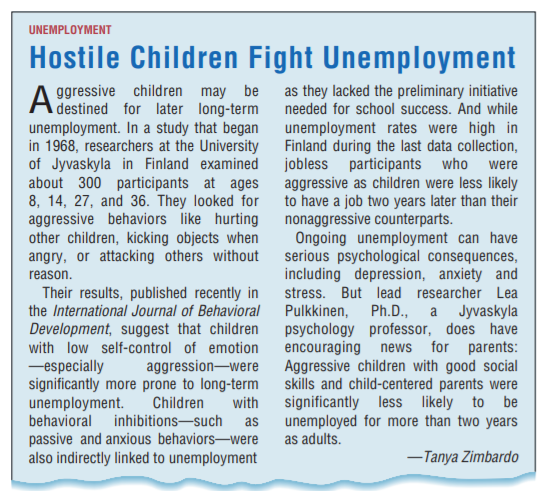 UNEMPLOYMENT
Hostile Children Fight Unemployment
Aggressive children may be
destined for later long-term
unemployment. In a study that began
in 1968, researchers at the University
of Jyvaskyla in Finland examined
about 300 participants at ages
8, 14, 27, and 36. They looked for
aggressive behaviors like hurting
other children, kicking objects when
angry, or attacking others without
reason.
Their results, published recently in
the International Journal of Behavioral
Development, suggest that children
with low self-control of emotion
—especially aggression—were
significantly more prone to long-term
unemployment. Children with
behavioral inhibitions—such as
passive and anxious behaviors—were
also indirectly linked to unemployment
as they lacked the preliminary initiative
needed for school success. And while
unemployment rates were high in
Finland during the last data collection,
jobless participants who were
aggressive as children were less likely
to have a job two years later than their
nonaggressive counterparts.
Ongoing unemployment can have
serious psychological consequences,
including depression, anxiety and
stress. But lead researcher Lea
Pulkkinen, Ph.D., a Jyvaskyla
psychology professor, does have
encouraging news for parents:
Aggressive children with good social
skills and child-centered parents were
significantly less likely to be
unemployed for more than two years
as adults.
—Tanya Zimbardo